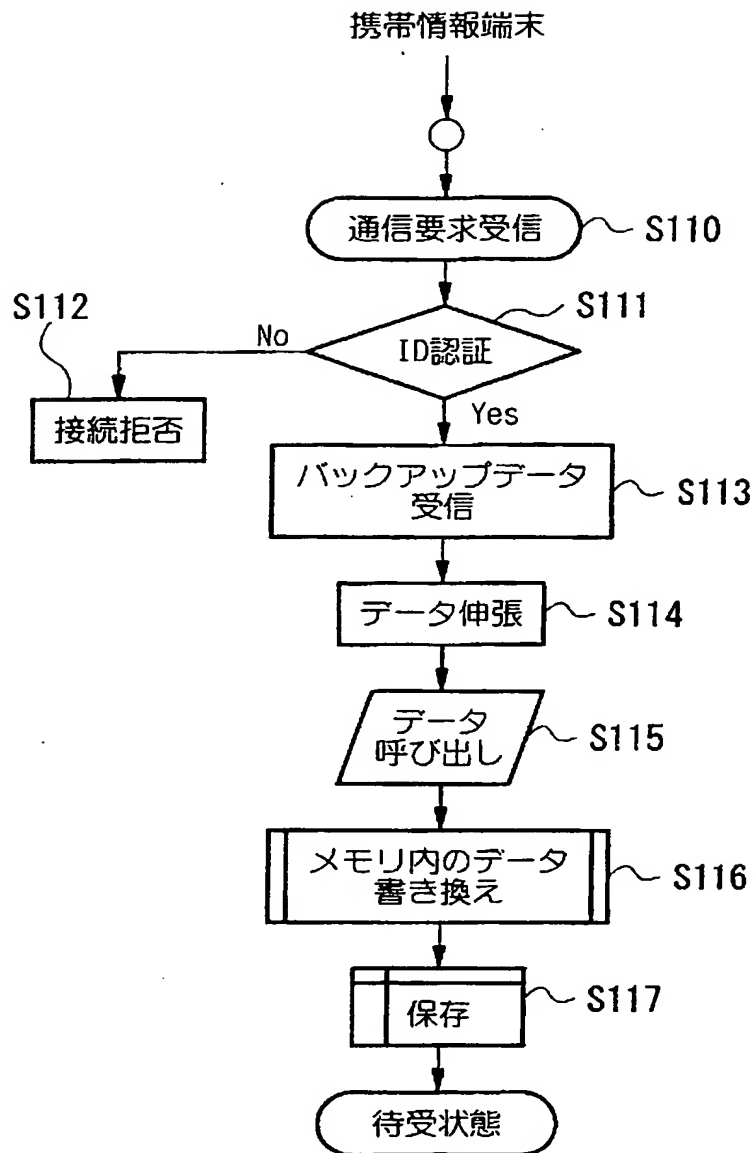 携帯情報端末
通信要求受信
S110
S111
S112
No
ID認証
接続拒否
Yes
バックアップデータ
受信
S113
データ伸張
S114
データ
呼び出し
S115
メモリ内のデータ
書き換え
S116
保存
S117
待受状態